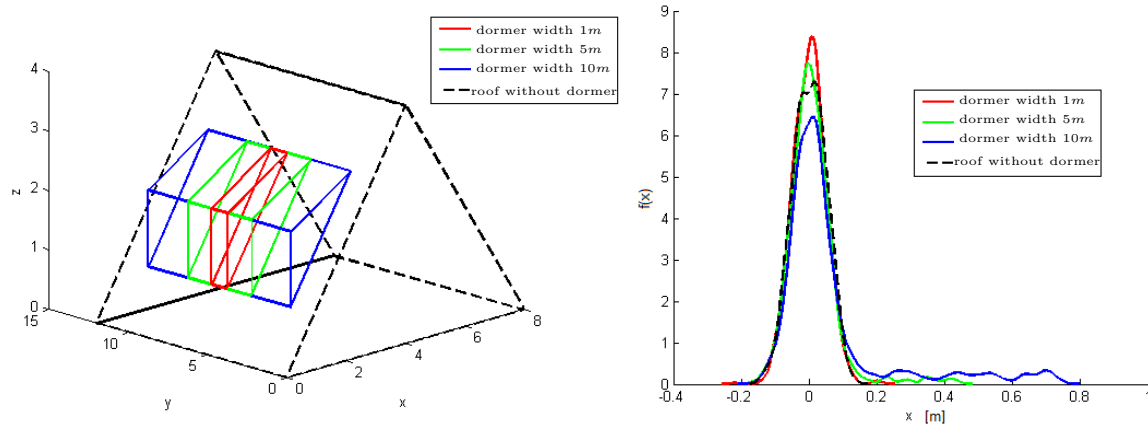 dormer width 1m
dormer width 5m
dormer width 10m
roof without dormer
4
3
2
1
0
z
15
10
5
0
y
0
2
4
6
8
x
dormer width 1m
dormer width 5m
dormer width 10m
roof without dormer
9
8
7
6
5
4
3
2
1
0
f(x)
-0.4
-0.2
0
0.2
0.4
0.6
0.8
1
x [m]